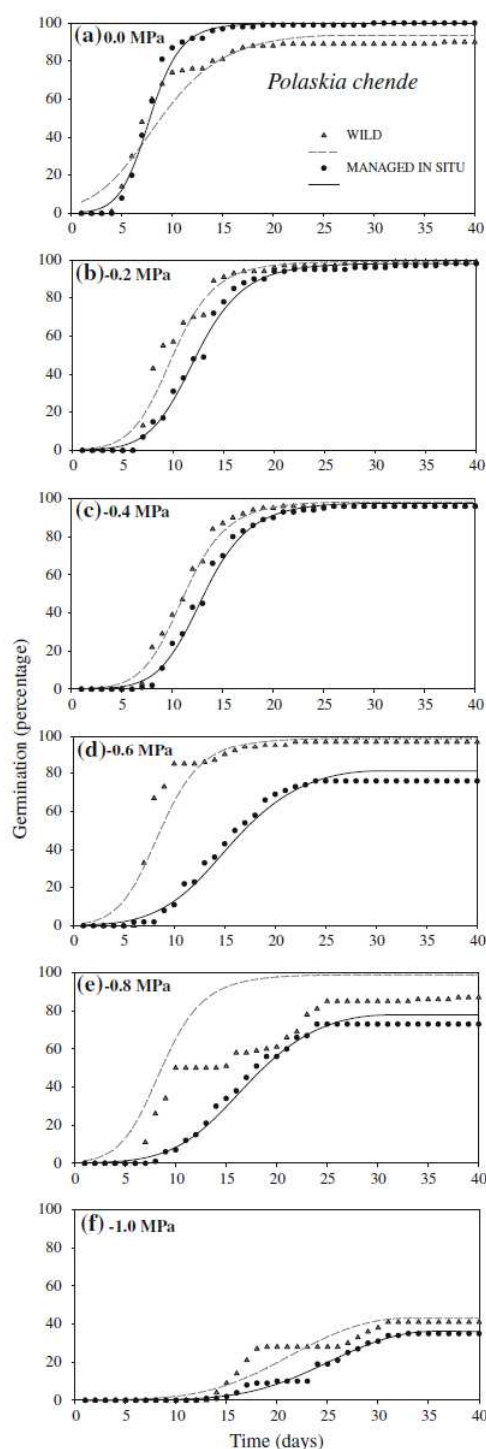 (a) 0.0 MPa
Polaskia chende
WILD
MANAGED IN SITU
100
80
60
40
20
0
0 5 10 15 20 25 30 35 40
(b) -0.2 MPa
100
80
60
40
20
0
0 5 10 15 20 25 30 35 40
(c) -0.4 MPa
100
80
60
40
20
0
0 5 10 15 20 25 30 35 40
Germination (percentage)
(d) -0.6 MPa
100
80
60
40
20
0
0 5 10 15 20 25 30 35 40
(e) -0.8 MPa
100
80
60
40
20
0
0 5 10 15 20 25 30 35 40
(f) -1.0 MPa
100
80
60
40
20
0
0 5 10 15 20 25 30 35 40
Time (days)